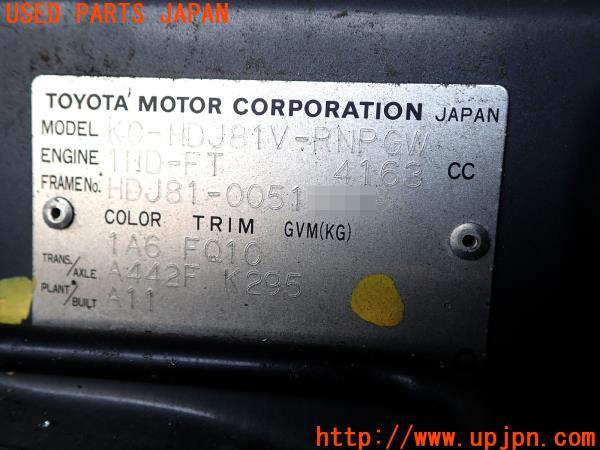 USED PARTS JAPAN
TOYOTA MOTOR CORPORATION JAPAN
MODEL KC-HDJ81V-RNPGW
ENGINE 1HD-FT 4163 CC
FRAME No. HDJ81-0051
COLOR TRIM GVM(KG)
1A6 FQ10
TRANS./AXLE A442F K295
PLANT/BUILT A11
UPJ
http://www.upjpn.com/